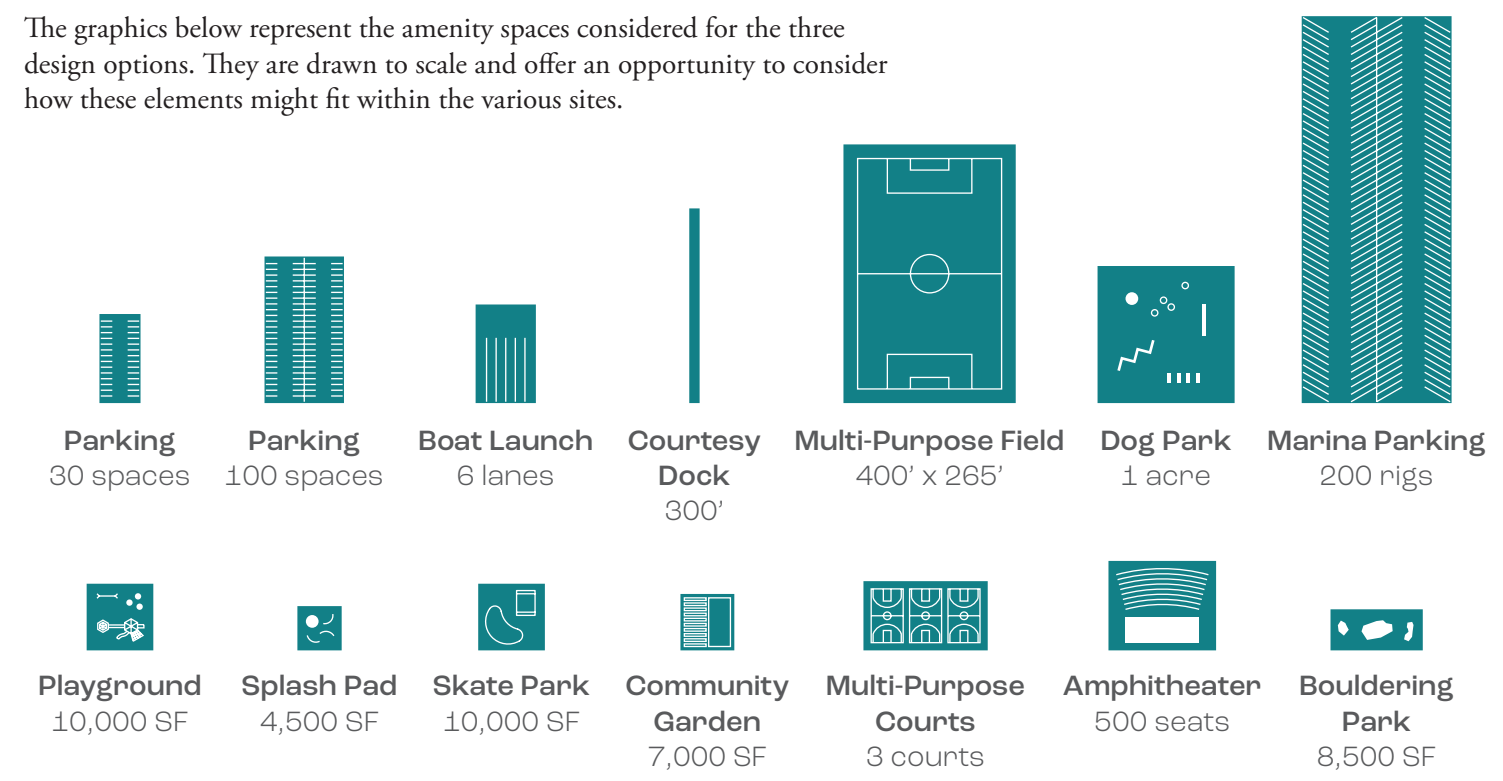 The graphics below represent the amenity spaces considered for the three
design options. They are drawn to scale and offer an opportunity to consider
how these elements might fit within the various sites.
Parking
30 spaces
Parking
100 spaces
Boat Launch
6 lanes
Courtesy
Dock
300’
Multi-Purpose Field
400’ x 265’
Dog Park
1 acre
Marina Parking
200 rigs
Playground
10,000 SF
Splash Pad
4,500 SF
Skate Park
10,000 SF
Community
Garden
7,000 SF
Multi-Purpose
Courts
3 courts
Amphitheater
500 seats
Bouldering
Park
8,500 SF